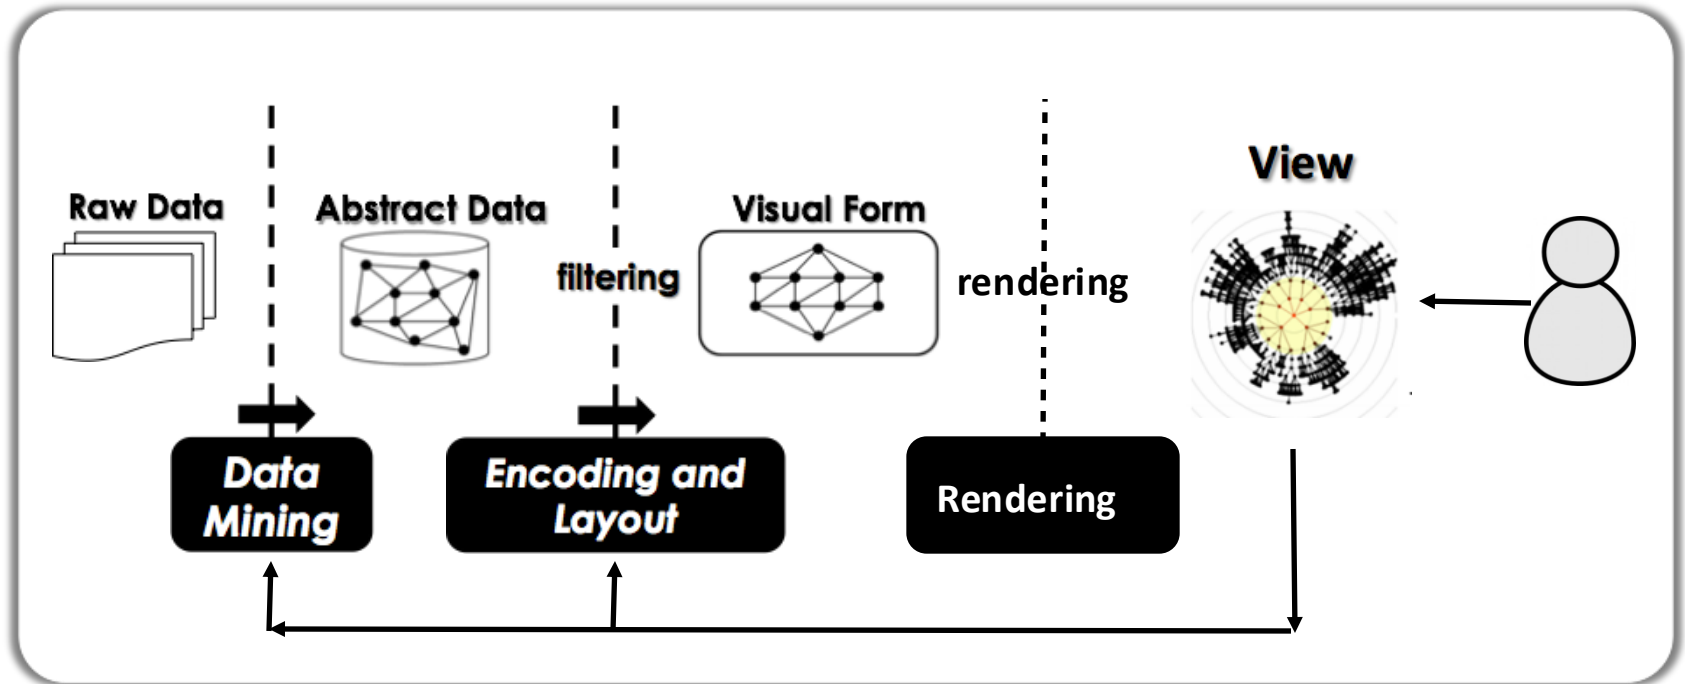 View
Raw Data
Abstract Data
Visual Form
filtering
rendering
Data
Mining
Encoding and
Layout
Rendering